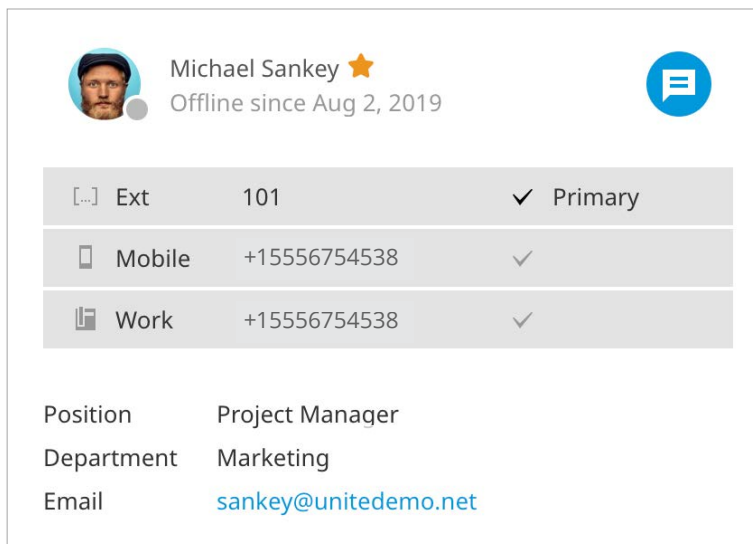 Michael Sankey
Offline since Aug 2, 2019
[...] Ext 101 Primary
Mobile +15556754538
Work +15556754538
Position Project Manager
Department Marketing
Email sankey@unitedemo.net